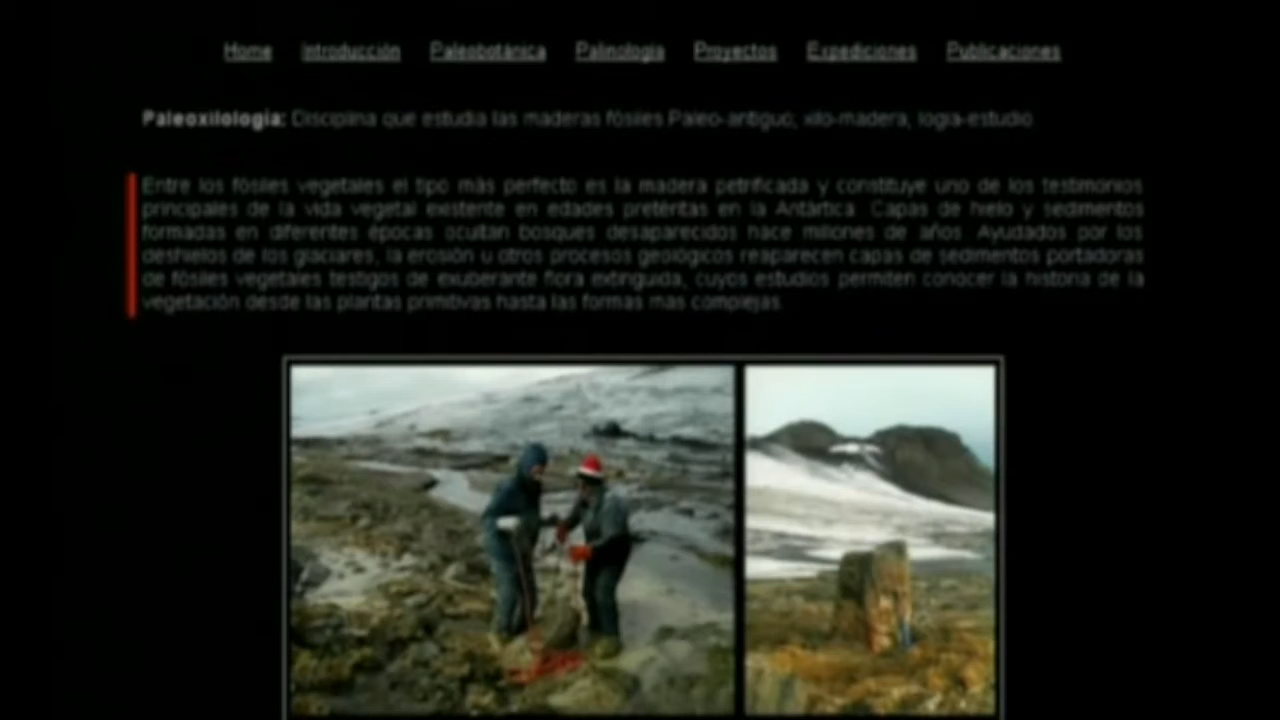 Home Introducción Paleobotánica Palinología Proyectos Expediciones Publicaciones
Paleoxilología: Disciplina que estudia las maderas fósiles Paleo-antiguo, xilo-madera, logia-estudio
Entre los fósiles vegetales el tipo más perfecto es la madera petrificada y constituye uno de los testimonios
principales de la vida vegetal existente en edades pretéritas en la Antártica. Capas de hielo y sedimentos
formadas en diferentes épocas ocultan bosques desaparecidos hace millones de años. Ayudados por los
deshielos de los glaciares, la erosión u otros procesos geológicos reaparecen capas de sedimentos portadoras
de fósiles vegetales testigos de exuberante flora extinguida, cuyos estudios permiten conocer la historia de la
vegetación desde las plantas primitivas hasta las formas mas complejas